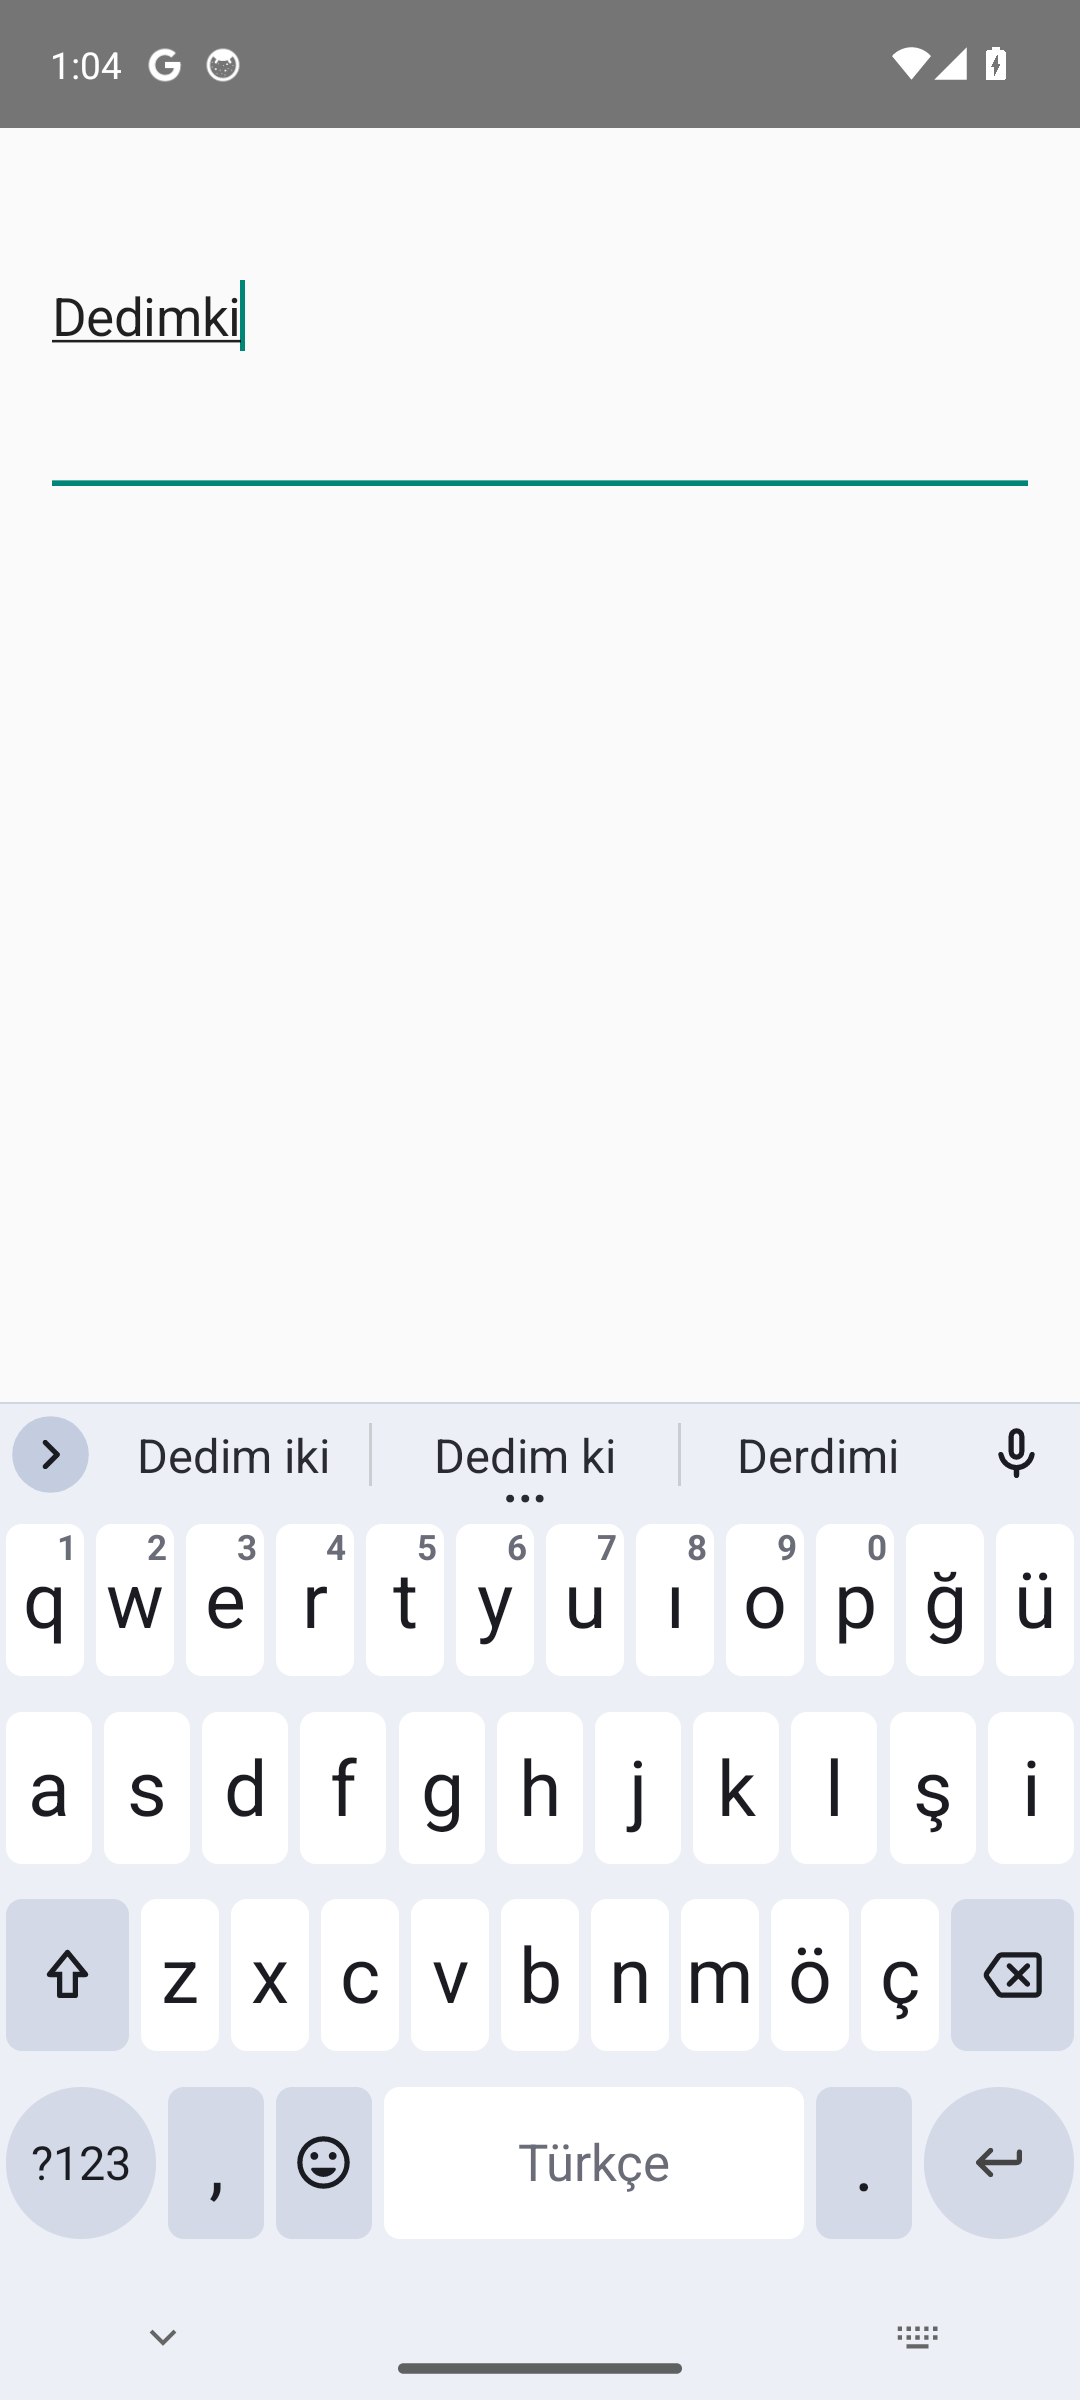 1:04
Dedimki
Dedim iki Dedim ki Derdimi
1 2 3 4 5 6 7 8 9 0
q w e r t y u ı o p ğ ü
a s d f g h j k l ş i
z x c v b n m ö ç
?123 , Türkçe .